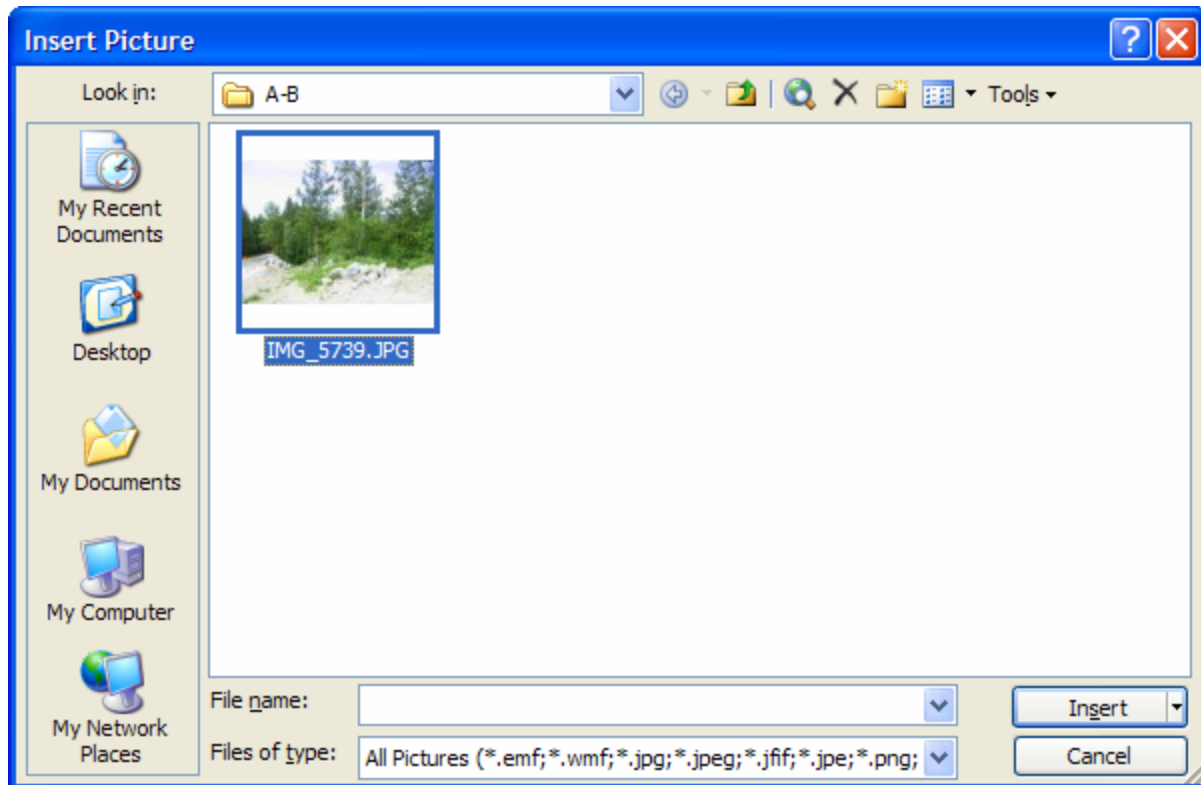 Insert Picture
Look in:
A-B
Tools
My Recent
Documents
Desktop
My Documents
My Computer
My Network
Places
IMG_5739.JPG
File name:
Insert
Files of type:
All Pictures (*.emf;*.wmf;*.jpg;*.jpeg;*.jfif;*.jpe;*.png;
Cancel